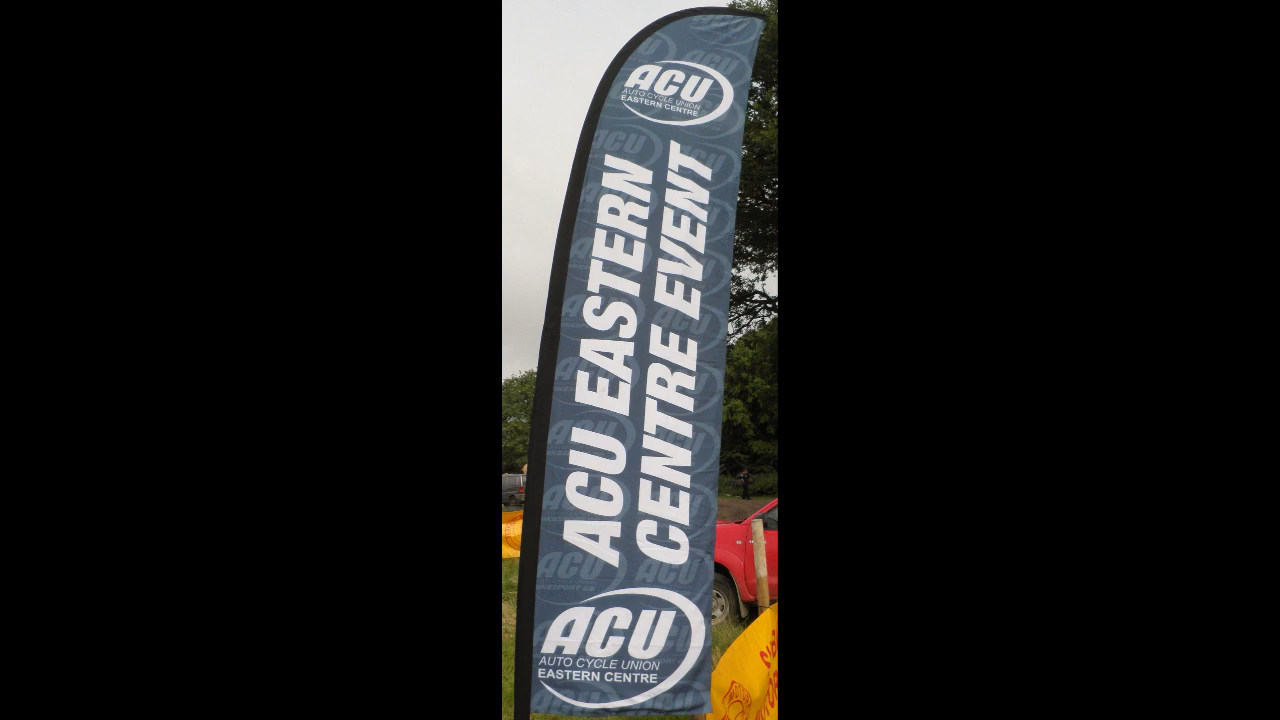 ACU
AUTO CYCLE UNION
EASTERN CENTRE
ACU EASTERN
CENTRE EVENT
ACU
AUTO CYCLE UNION
EASTERN CENTRE